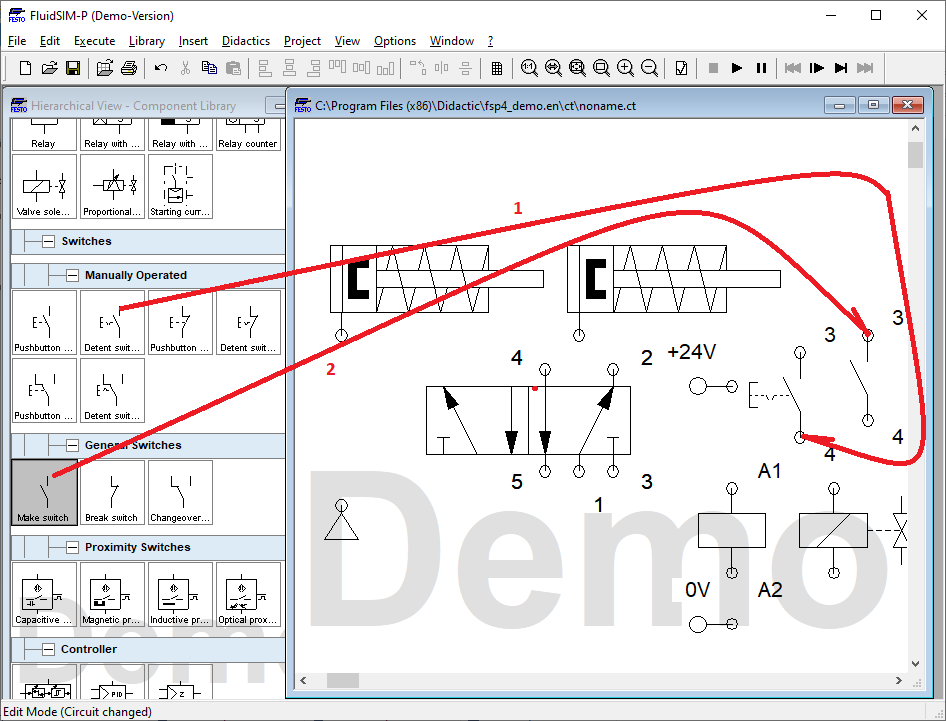 FluidSIM-P (Demo-Version)
File Edit Execute Library Insert Didactics Project View Options Window ?
FESTO Hierarchical View - Component Library
FESTO C:\Program Files (x86)\Didactic\fsp4_demo.en\ct\noname.ct
Relay Relay with ... Relay with ... Relay counter
Valve sole... Proportional... Starting curr...
Switches
Manually Operated
Pushbutton ... Detent swit... Pushbutton ... Detent swit...
Pushbutton ... Detent swit...
General Switches
Make switch Break switch Changeover...
Proximity Switches
Capacitive ... Magnetic pr... Inductive pr... Optical prox...
Controller
PID
1
2
4 2 +24V 3 3
4 4
5 1 3 A1
0V A2
Demo
Demo
Edit Mode (Circuit changed)